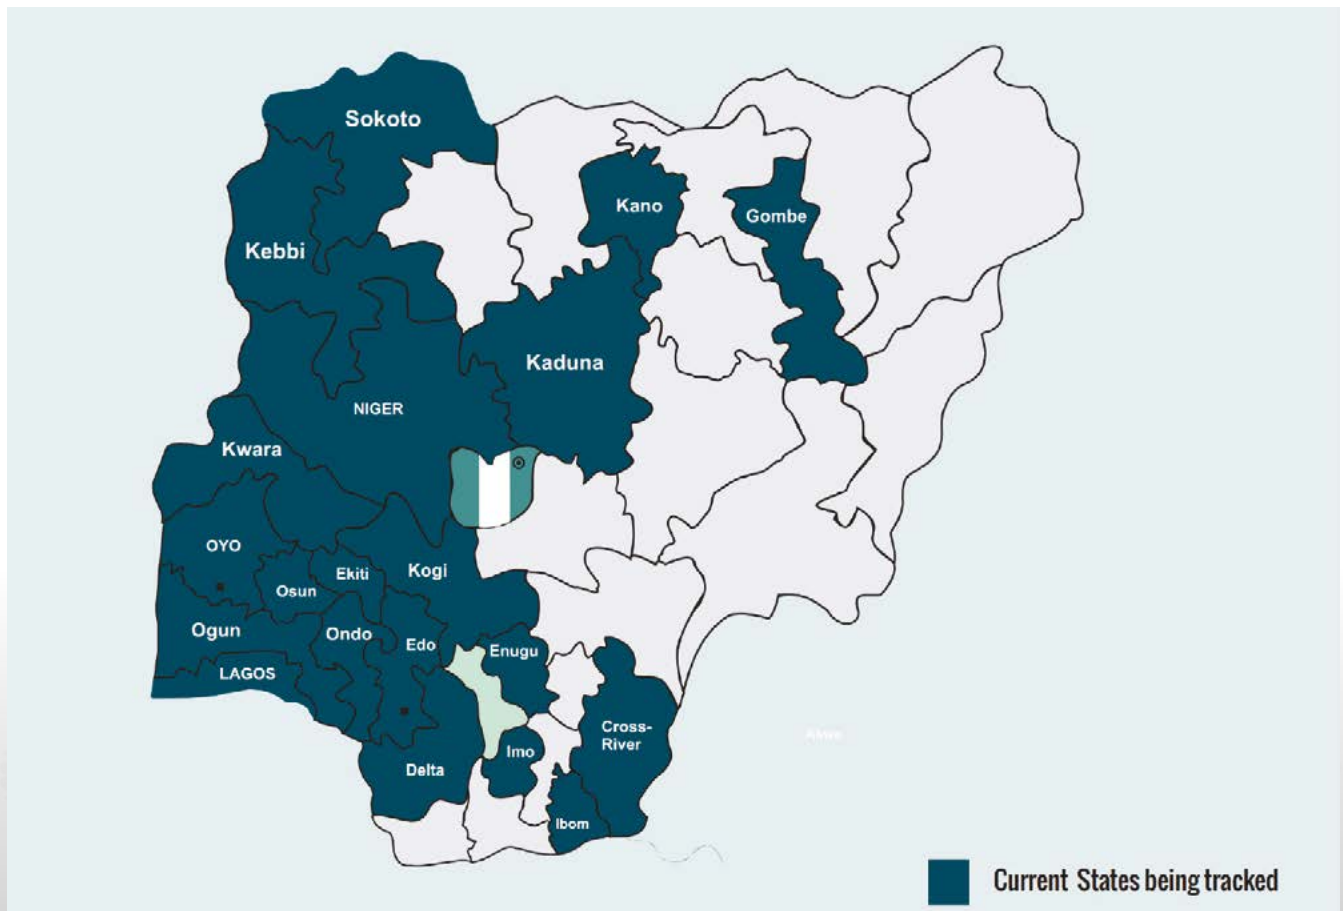 Sokoto
Kano
Gombe
Kebbi
Kaduna
NIGER
Kwara
OYO
Ekiti
Kogi
Osun
Ogun
Ondo
Edo
Enugu
LAGOS
Cross-
River
Akwa
Imo
Delta
Ibom
Current States being tracked